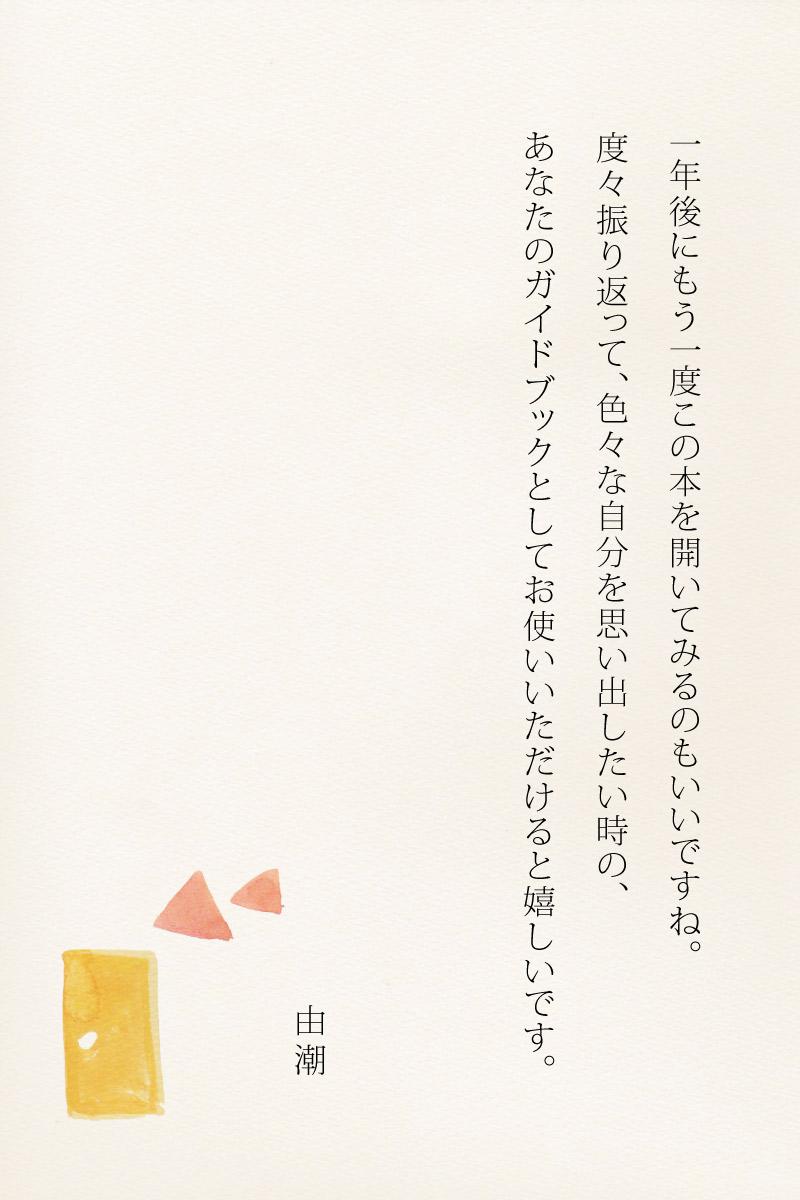 一年後にもう一度この本を開いてみるのもいいですね。
度々振り返って、色々な自分を思い出したい時の、
あなたのガイドブックとしてお使いいただけると嬉しいです。
由潮